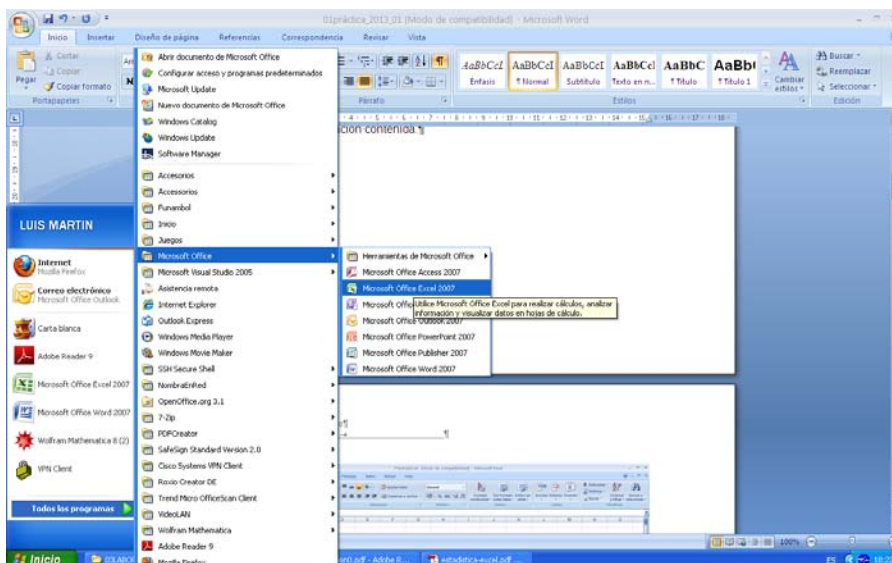 01práctica_2013_01 [Modo de compatibilidad] - Microsoft Word
Inicio Insertar Diseño de página Referencias Correspondencia Revisar Vista
Pegar
Cortar
Copiar
Copiar formato
Portapapeles
N
Párrafo
AaBbCcI AaBbCcI AaBbCcI AaBbCcI AaBbC AaBb
Énfasis ¶ Normal Subtítulo Texto en n... ¶ Título ¶ Título 1
Cambiar estilos
Estilos
Buscar
Reemplazar
Seleccionar
Edición
contenida.¶
LUIS MARTIN
Internet
Mozilla Firefox
Correo electrónico
Microsoft Office Outlook
Carta blanca
Adobe Reader 9
Microsoft Office Excel 2007
Microsoft Office Word 2007
Wolfram Mathematica 8 (2)
VPN Client
Todos los programas
Abrir documento de Microsoft Office
Configurar acceso y programas predeterminados
Microsoft Update
Nuevo documento de Microsoft Office
Windows Catalog
Windows Update
Software Manager
Accesorios
Accessories
Funambol
Inicio
Juegos
Microsoft Office
Microsoft Visual Studio 2005
Asistencia remota
Internet Explorer
Outlook Express
Windows Media Player
Windows Movie Maker
SSH Secure Shell
NombraEnRed
OpenOffice.org 3.1
7-Zip
PDFCreator
SafeSign Standard Version 2.0
Cisco Systems VPN Client
Roxio Creator DE
Trend Micro OfficeScan Client
VideoLAN
Wolfram Mathematica
Adobe Reader 9
Mozilla Firefox
Herramientas de Microsoft Office
Microsoft Office Access 2007
Microsoft Office Excel 2007
Microsoft Offi
Utilice Microsoft Office Excel para realizar cálculos, analizar
información y visualizar datos en hojas de cálculo.
Microsoft Office Outlook 2007
Microsoft Office PowerPoint 2007
Microsoft Office Publisher 2007
Microsoft Office Word 2007
100%
Inicio
estadistica-excel.pdf ...
ES